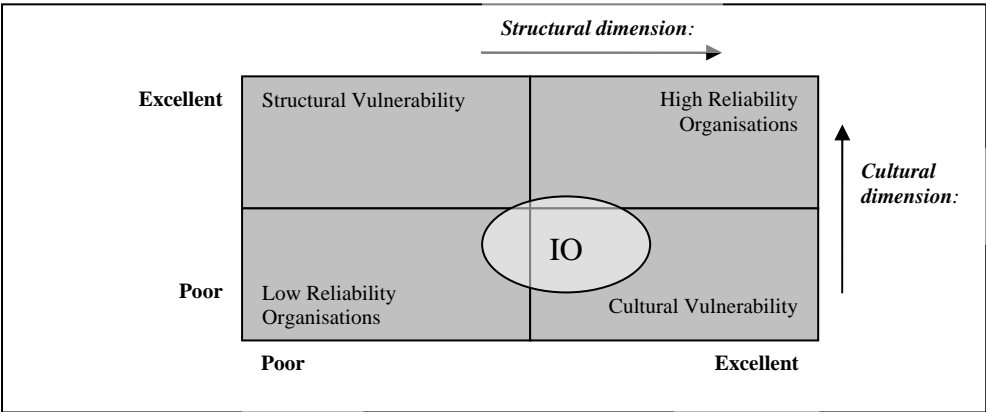 Structural dimension:
Excellent
Structural Vulnerability
High Reliability
Organisations
Cultural
dimension:
IO
Poor
Low Reliability
Organisations
Cultural Vulnerability
Poor
Excellent